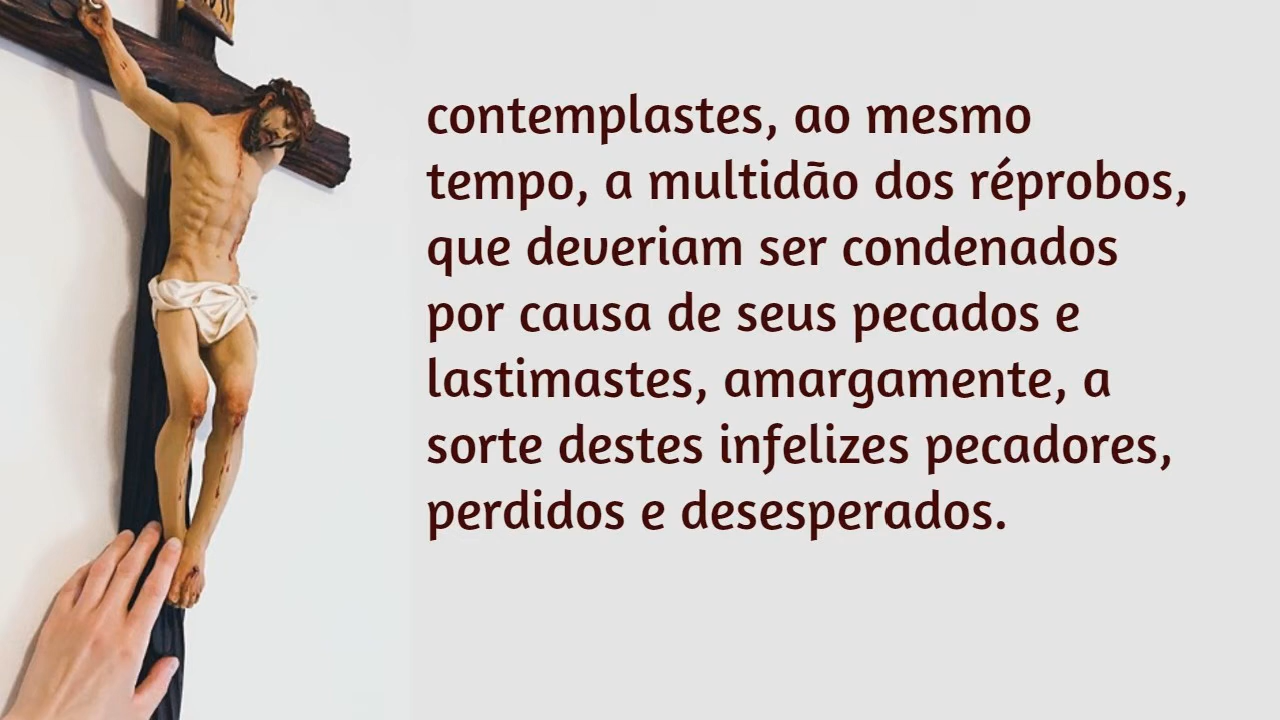 contemplastes, ao mesmo
tempo, a multidão dos réprobos,
que deveriam ser condenados
por causa de seus pecados e
lastimastes, amargamente, a
sorte destes infelizes pecadores,
perdidos e desesperados.